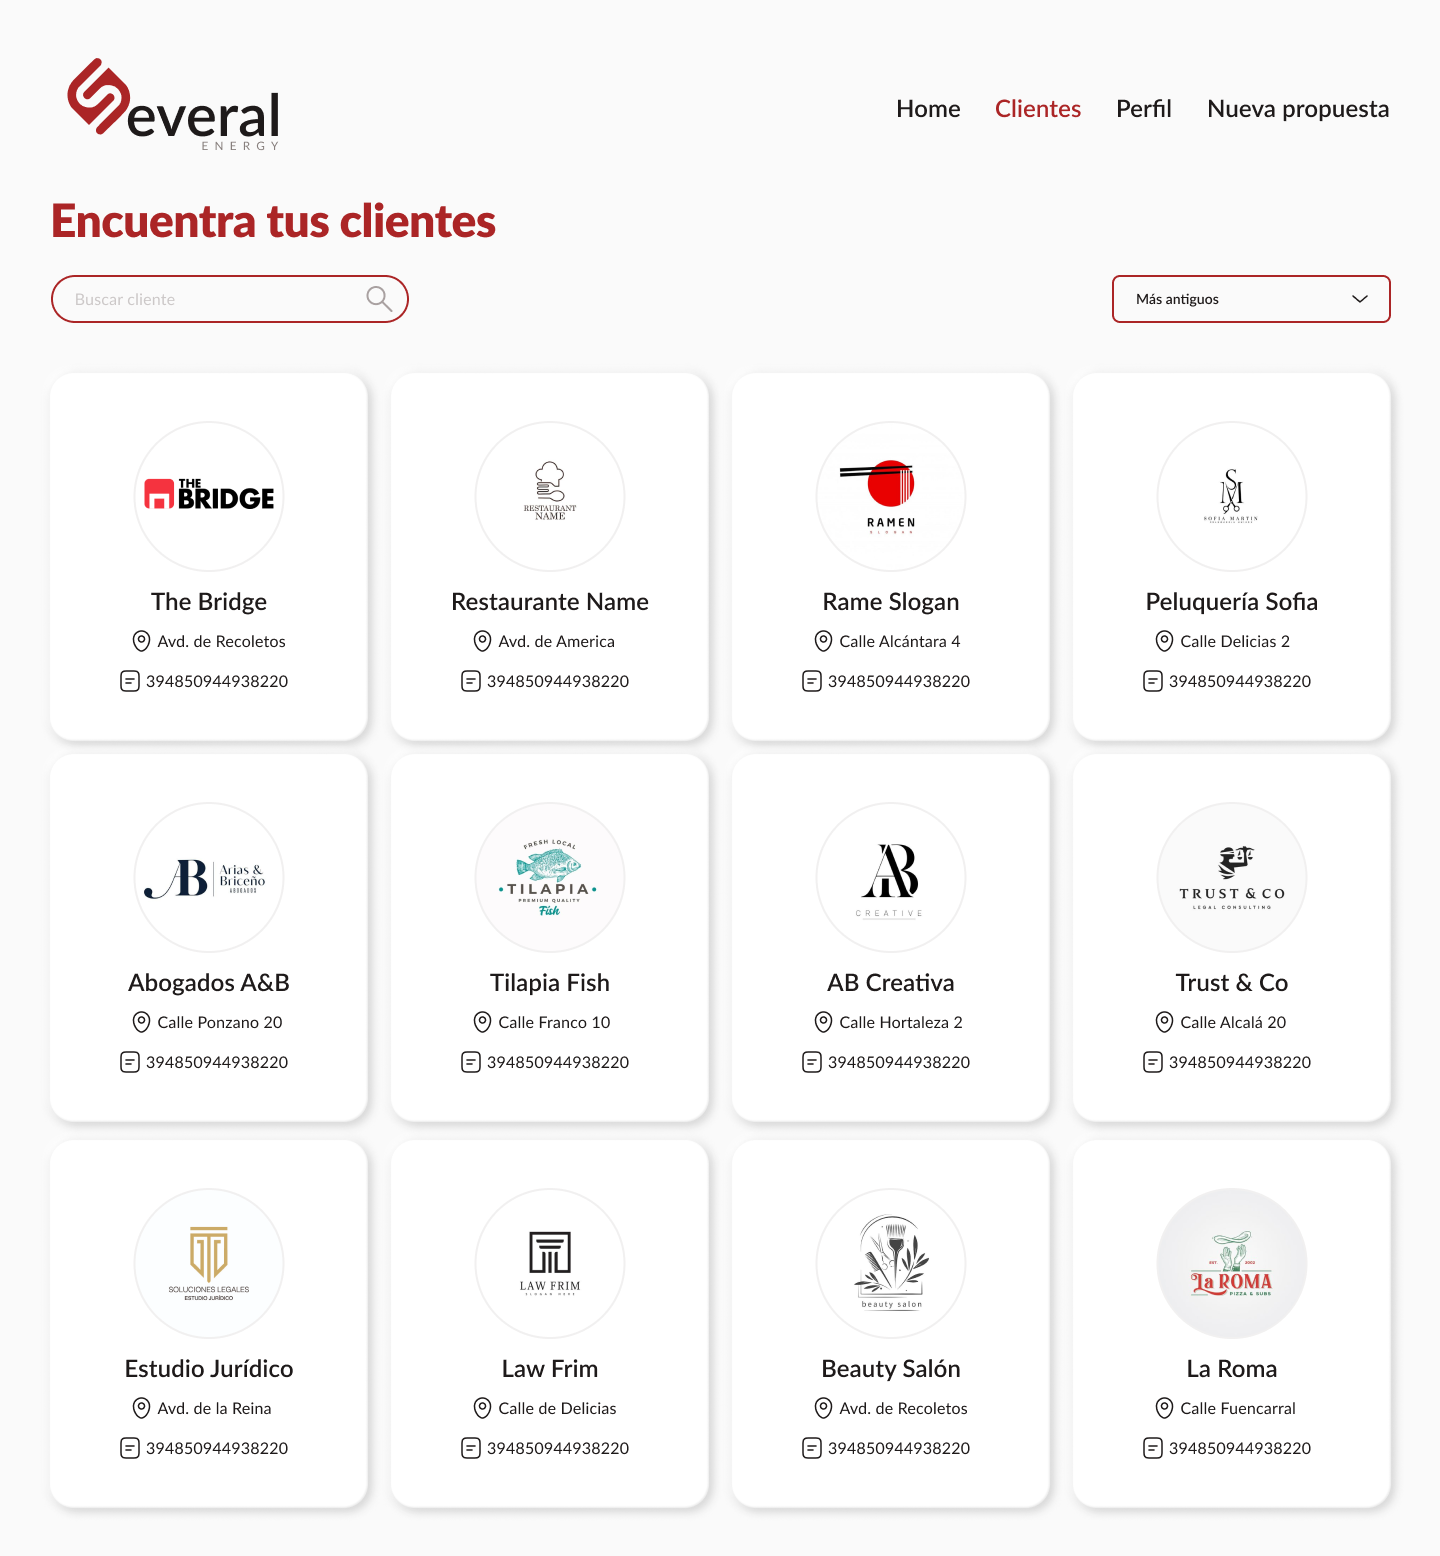 everal
ENERGY
Home Clientes Perfil Nueva propuesta
Encuentra tus clientes
Buscar cliente
Más antiguos
THE
BRIDGE
The Bridge
Avd. de Recoletos
394850944938220
RESTAURANT
NAME
Restaurante Name
Avd. de America
394850944938220
RAMEN
SLOGAN
Rame Slogan
Calle Alcántara 4
394850944938220
SM
SOFIA MARTIN
Peluquería Sofia
Calle Delicias 2
394850944938220
AB
Arias &
Briceño
ABOGADOS
Abogados A&B
Calle Ponzano 20
394850944938220
FRESH LOCAL
TILAPIA
PREMIUM QUALITY
Fish
Tilapia Fish
Calle Franco 10
394850944938220
AB
CREATIVE
AB Creativa
Calle Hortaleza 2
394850944938220
TRUST & CO
LEGAL CONSULTING
Trust & Co
Calle Alcalá 20
394850944938220
SOLUCIONES LEGALES
ESTUDIO JURÍDICO
Estudio Jurídico
Avd. de la Reina
394850944938220
LAW FRIM
SLOGAN HERE
Law Frim
Calle de Delicias
394850944938220
beauty salon
Beauty Salón
Avd. de Recoletos
394850944938220
EST. 2002
La ROMA
PIZZA & SUBS
La Roma
Calle Fuencarral
394850944938220